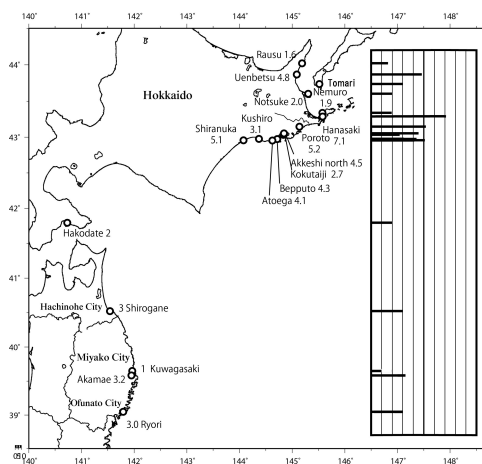 140° 141° 142° 143° 144° 145° 146° 147° 148°
44°
Rausu 1.6
Uenbetsu 4.8
Tomari
Hokkaido
Nemuro
1.9
Notsuke 2.0
Kushiro
3.1
Hanasaki
7.1
Shiranuka
5.1
Poroto
5.2
43°
Akkeshi north 4.5
Kokutaiji 2.7
Bepputo 4.3
Atoega 4.1
42°
Hakodate 2
41°
Hachinohe City
3 Shirogane
40°
Miyako City
1 Kuwagasaki
Akamae 3.2
Ofunato City
39°
3.0 Ryori
140° 141° 142° 143° 144° 145° 146° 147° 148°